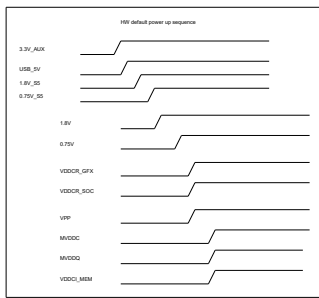 HW default power up sequence
3.3V_AUX
USB_5V
1.8V_S5
0.75V_S5
1.8V
0.75V
VDDCR_GFX
VDDCR_SOC
VPP
MVDDC
MVDDQ
VDDCI_MEM